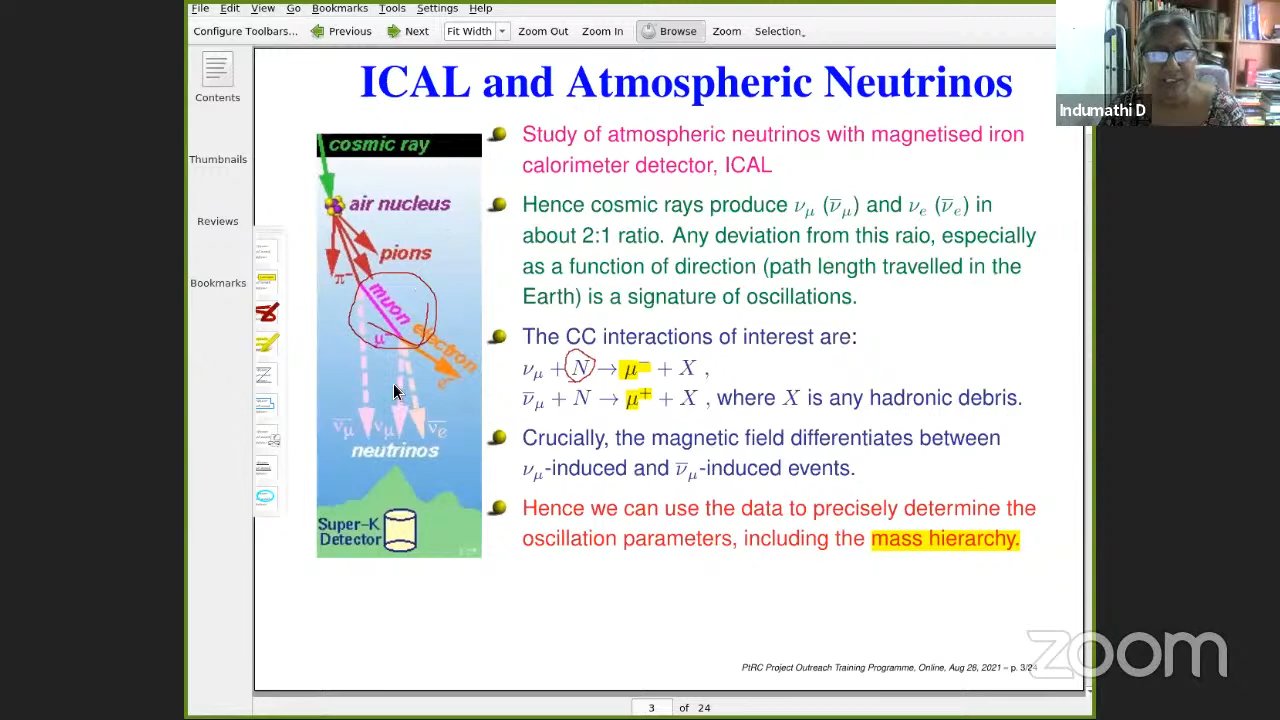 File Edit View Go Bookmarks Tools Settings Help
Configure Toolbars... Previous Next Fit Width Zoom Out Zoom In Browse Zoom Selection
Contents
Thumbnails
Reviews
Bookmarks
Indumathi D
ICAL and Atmospheric Neutrinos
cosmic ray
air nucleus
pions
π⁻
muon
μ⁻
electron
e⁻
ν̅μ νμ ν̅e
neutrinos
Super-K
Detector
Study of atmospheric neutrinos with magnetised iron
calorimeter detector, ICAL
Hence cosmic rays produce νμ (ν̅μ) and νe (ν̅e) in
about 2:1 ratio. Any deviation from this raio, especially
as a function of direction (path length travelled in the
Earth) is a signature of oscillations.
The CC interactions of interest are:
νμ + N → μ⁻ + X ,
ν̅μ + N → μ⁺ + X , where X is any hadronic debris.
Crucially, the magnetic field differentiates between
νμ-induced and ν̅μ-induced events.
Hence we can use the data to precisely determine the
oscillation parameters, including the mass hierarchy.
PIRC Project Outreach Training Programme, Online, Aug 28, 2021 – p. 3/24
zoom
3 of 24